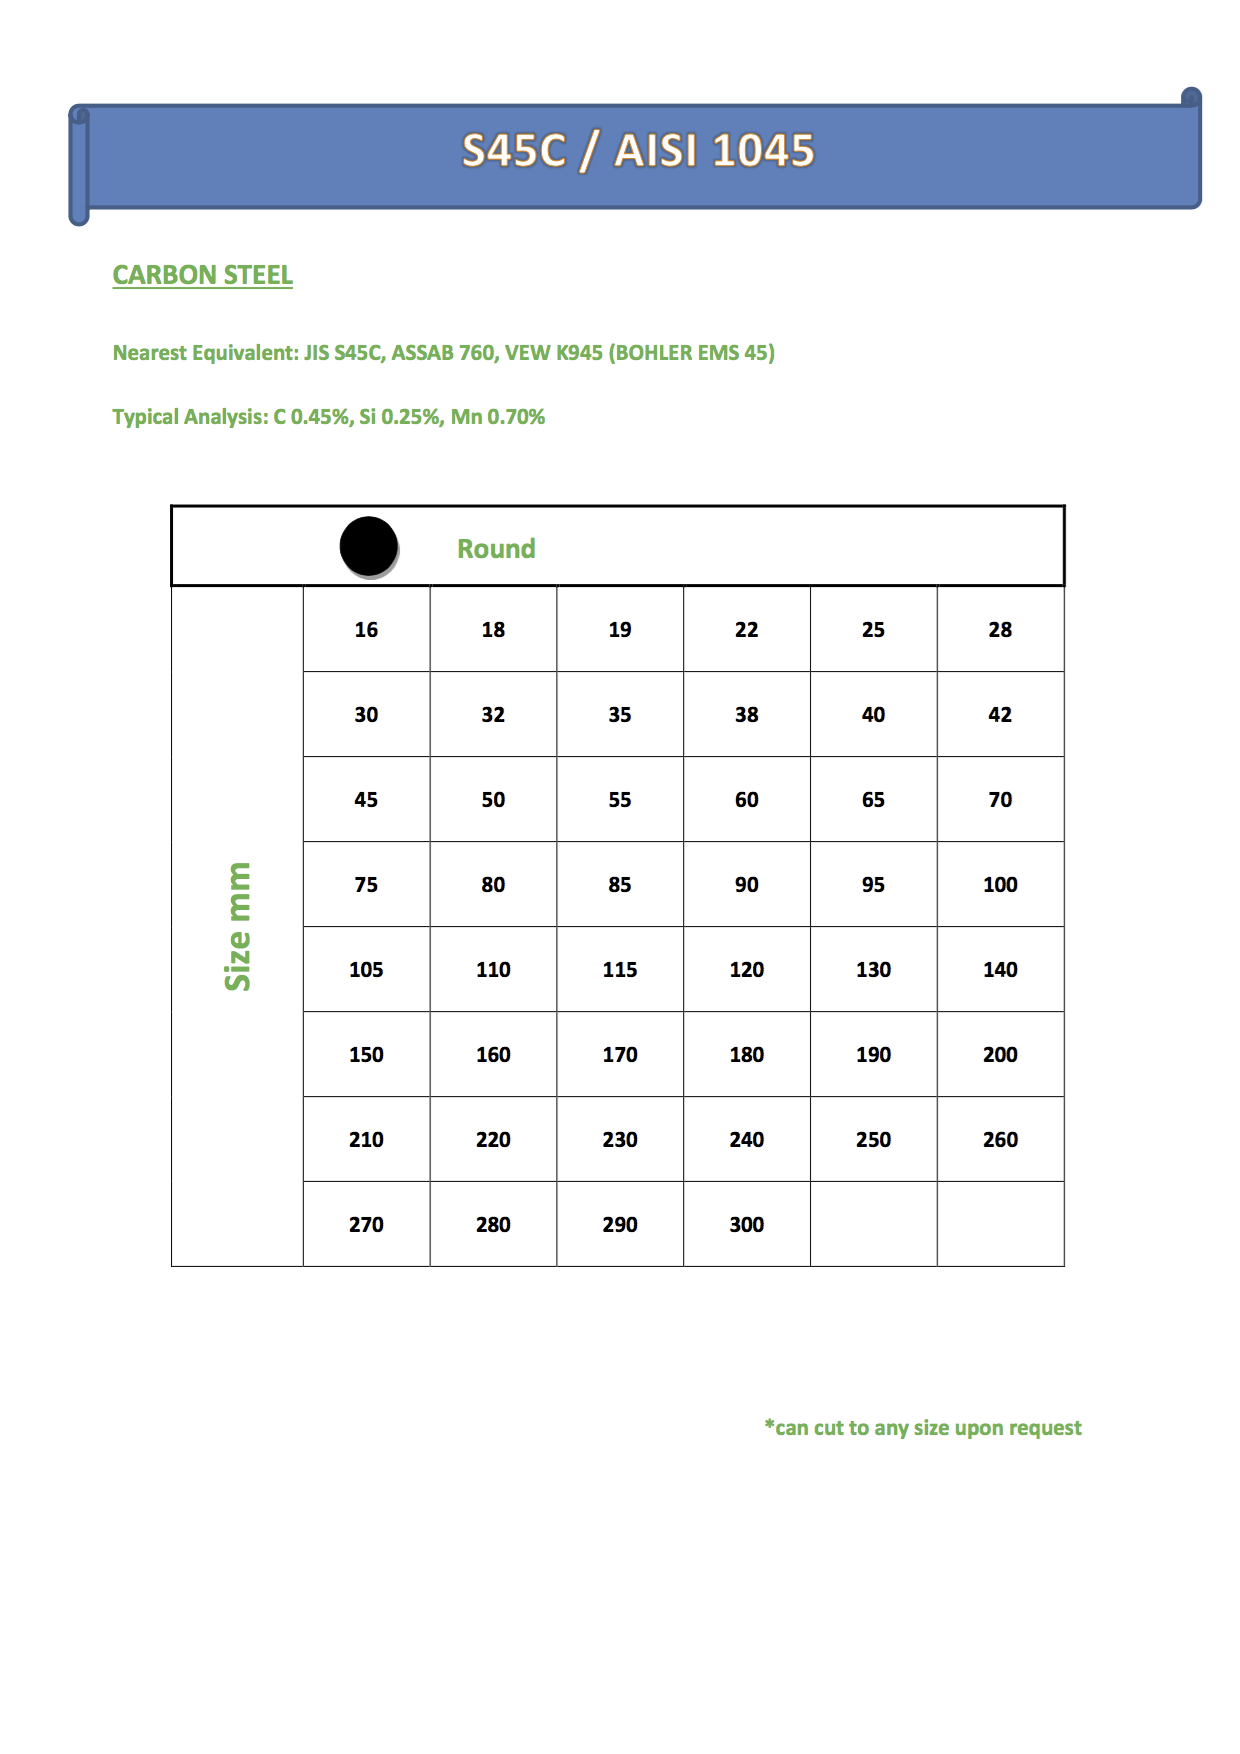 S45C / AISI 1045
CARBON STEEL
Nearest Equivalent: JIS S45C, ASSAB 760, VEW K945 (BOHLER EMS 45)
Typical Analysis: C 0.45%, Si 0.25%, Mn 0.70%
Round
Size mm
16 18 19 22 25 28
30 32 35 38 40 42
45 50 55 60 65 70
75 80 85 90 95 100
105 110 115 120 130 140
150 160 170 180 190 200
210 220 230 240 250 260
270 280 290 300
*can cut to any size upon request